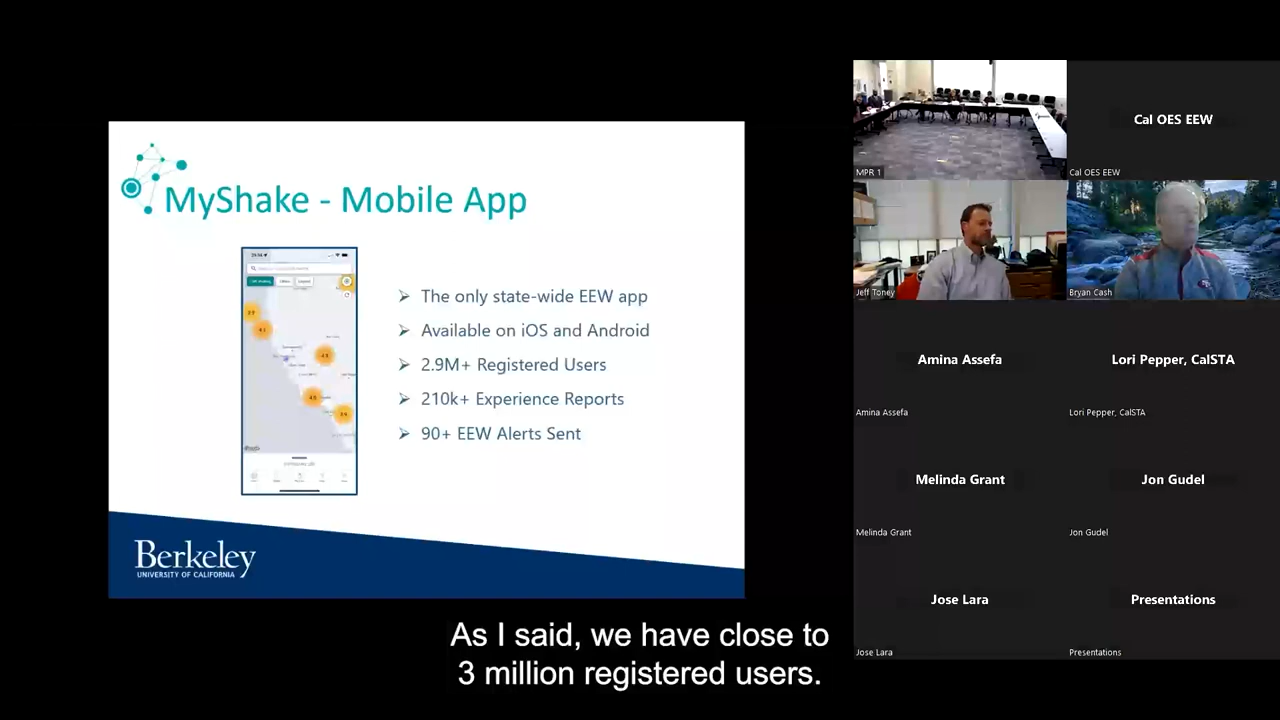 MyShake - Mobile App
The only state-wide EEW app
Available on iOS and Android
2.9M+ Registered Users
210k+ Experience Reports
90+ EEW Alerts Sent
Berkeley
UNIVERSITY OF CALIFORNIA
MPR 1
Cal OES EEW
Cal OES EEW
Jeff Toney
Bryan Cash
Amina Assefa
Lori Pepper, CalSTA
Amina Assefa
Lori Pepper, CalSTA
Melinda Grant
Jon Gudel
Melinda Grant
Jon Gudel
Jose Lara
Presentations
Jose Lara
Presentations
As I said, we have close to
3 million registered users.